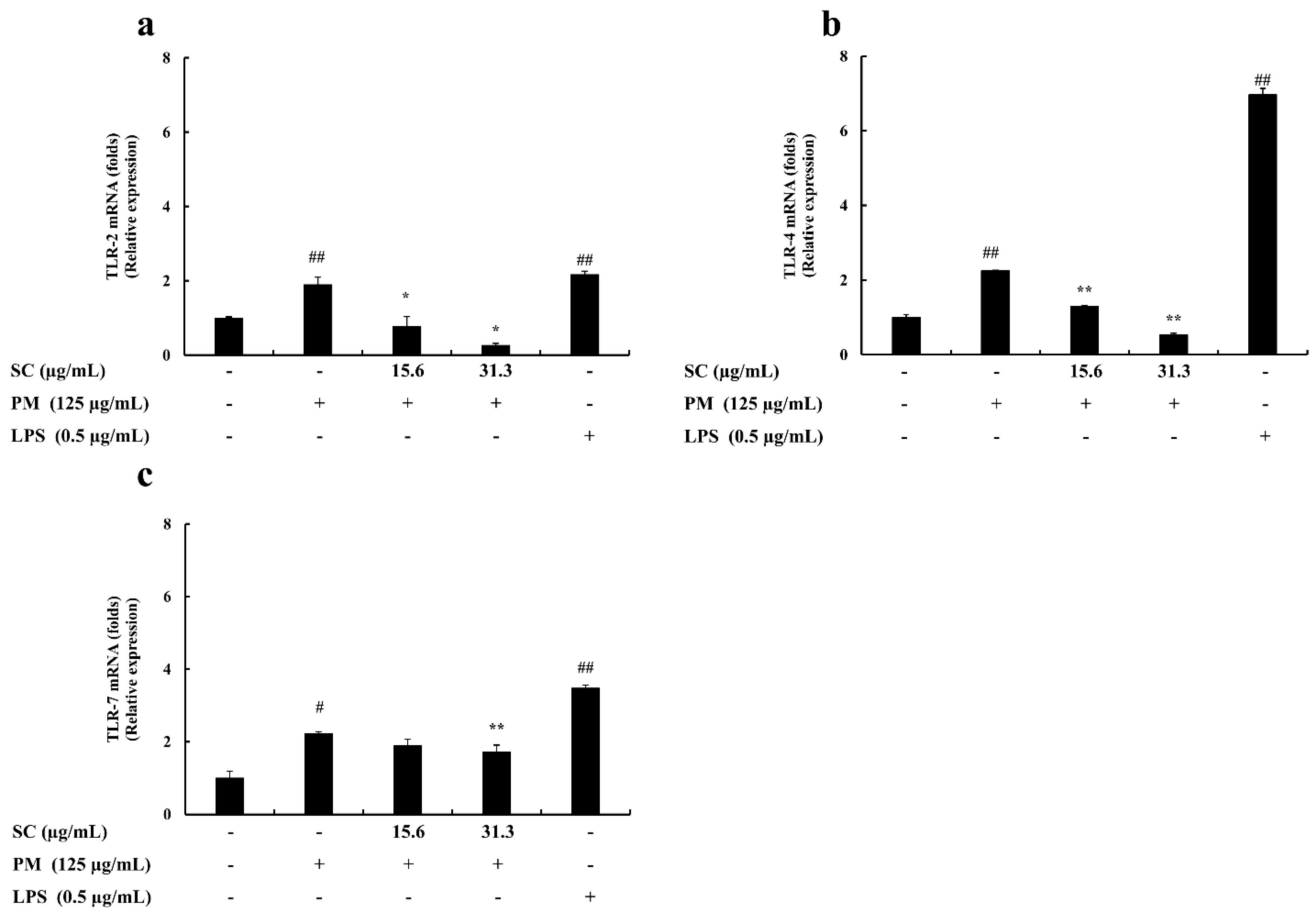 a
8
6
4
2
0
TLR-2 mRNA (folds)
(Relative expression)
##
*
*
##
SC (μg/mL) - - 15.6 31.3 -
PM (125 μg/mL) - + + + -
LPS (0.5 μg/mL) - - - - +
b
8
6
4
2
0
TLR-4 mRNA (folds)
(Relative expression)
##
**
**
##
SC (μg/mL) - - 15.6 31.3 -
PM (125 μg/mL) - + + + -
LPS (0.5 μg/mL) - - - - +
c
8
6
4
2
0
TLR-7 mRNA (folds)
(Relative expression)
#
**
##
SC (μg/mL) - - 15.6 31.3 -
PM (125 μg/mL) - + + + -
LPS (0.5 μg/mL) - - - - +